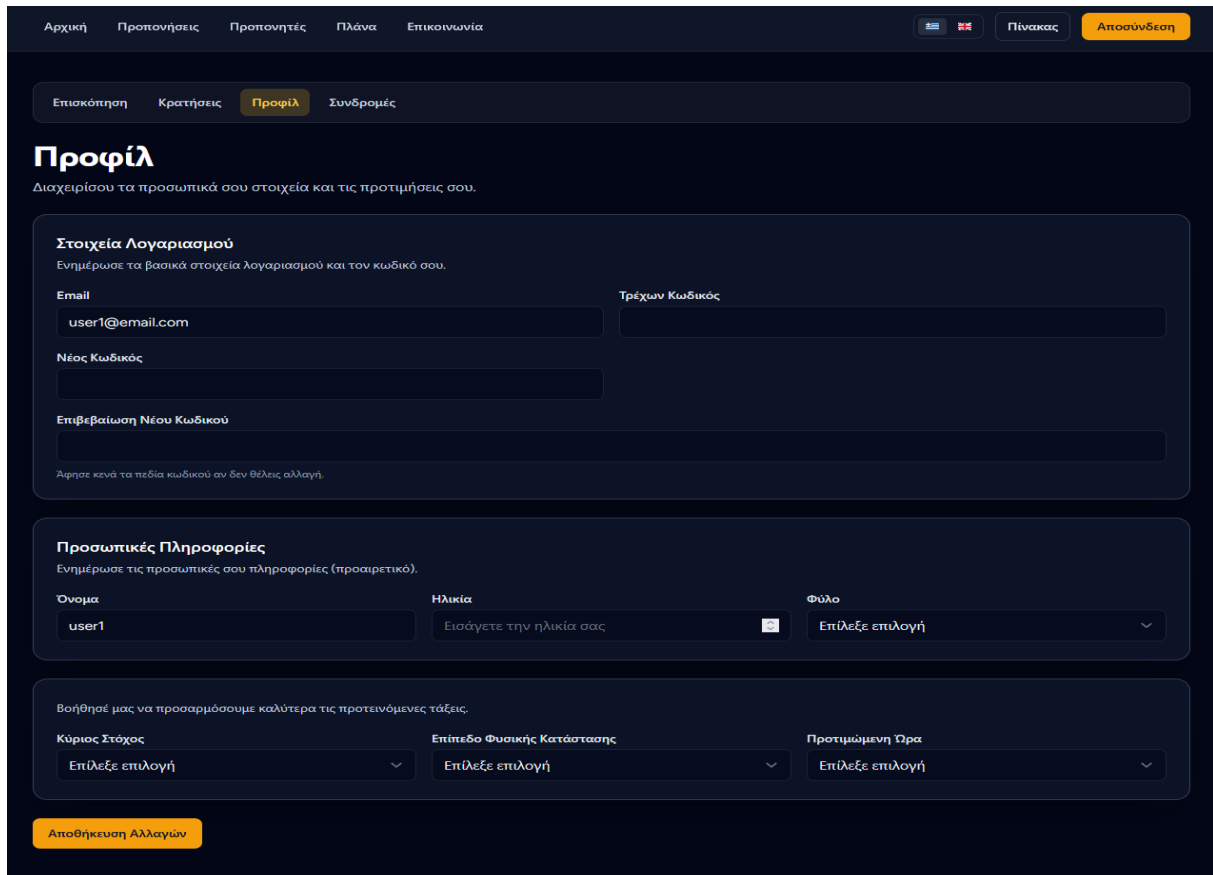 Αρχική Προπονήσεις Προπονητές Πλάνα Επικοινωνία Πίνακας Αποσύνδεση
Επισκόπηση Κρατήσεις Προφίλ Συνδρομές
Προφίλ
Διαχειρίσου τα προσωπικά σου στοιχεία και τις προτιμήσεις σου.
Στοιχεία Λογαριασμού
Ενημέρωσε τα βασικά στοιχεία λογαριασμού και τον κωδικό σου.
Email Τρέχων Κωδικός
user1@email.com
Νέος Κωδικός
Επιβεβαίωση Νέου Κωδικού
Άφησε κενά τα πεδία κωδικού αν δεν θέλεις αλλαγή.
Προσωπικές Πληροφορίες
Ενημέρωσε τις προσωπικές σου πληροφορίες (προαιρετικό).
Όνομα Ηλικία Φύλο
user1 Εισάγετε την ηλικία σας Επίλεξε επιλογή
Βοήθησέ μας να προσαρμόσουμε καλύτερα τις προτεινόμενες τάξεις.
Κύριος Στόχος Επίπεδο Φυσικής Κατάστασης Προτιμώμενη Ώρα
Επίλεξε επιλογή Επίλεξε επιλογή Επίλεξε επιλογή
Αποθήκευση Αλλαγών